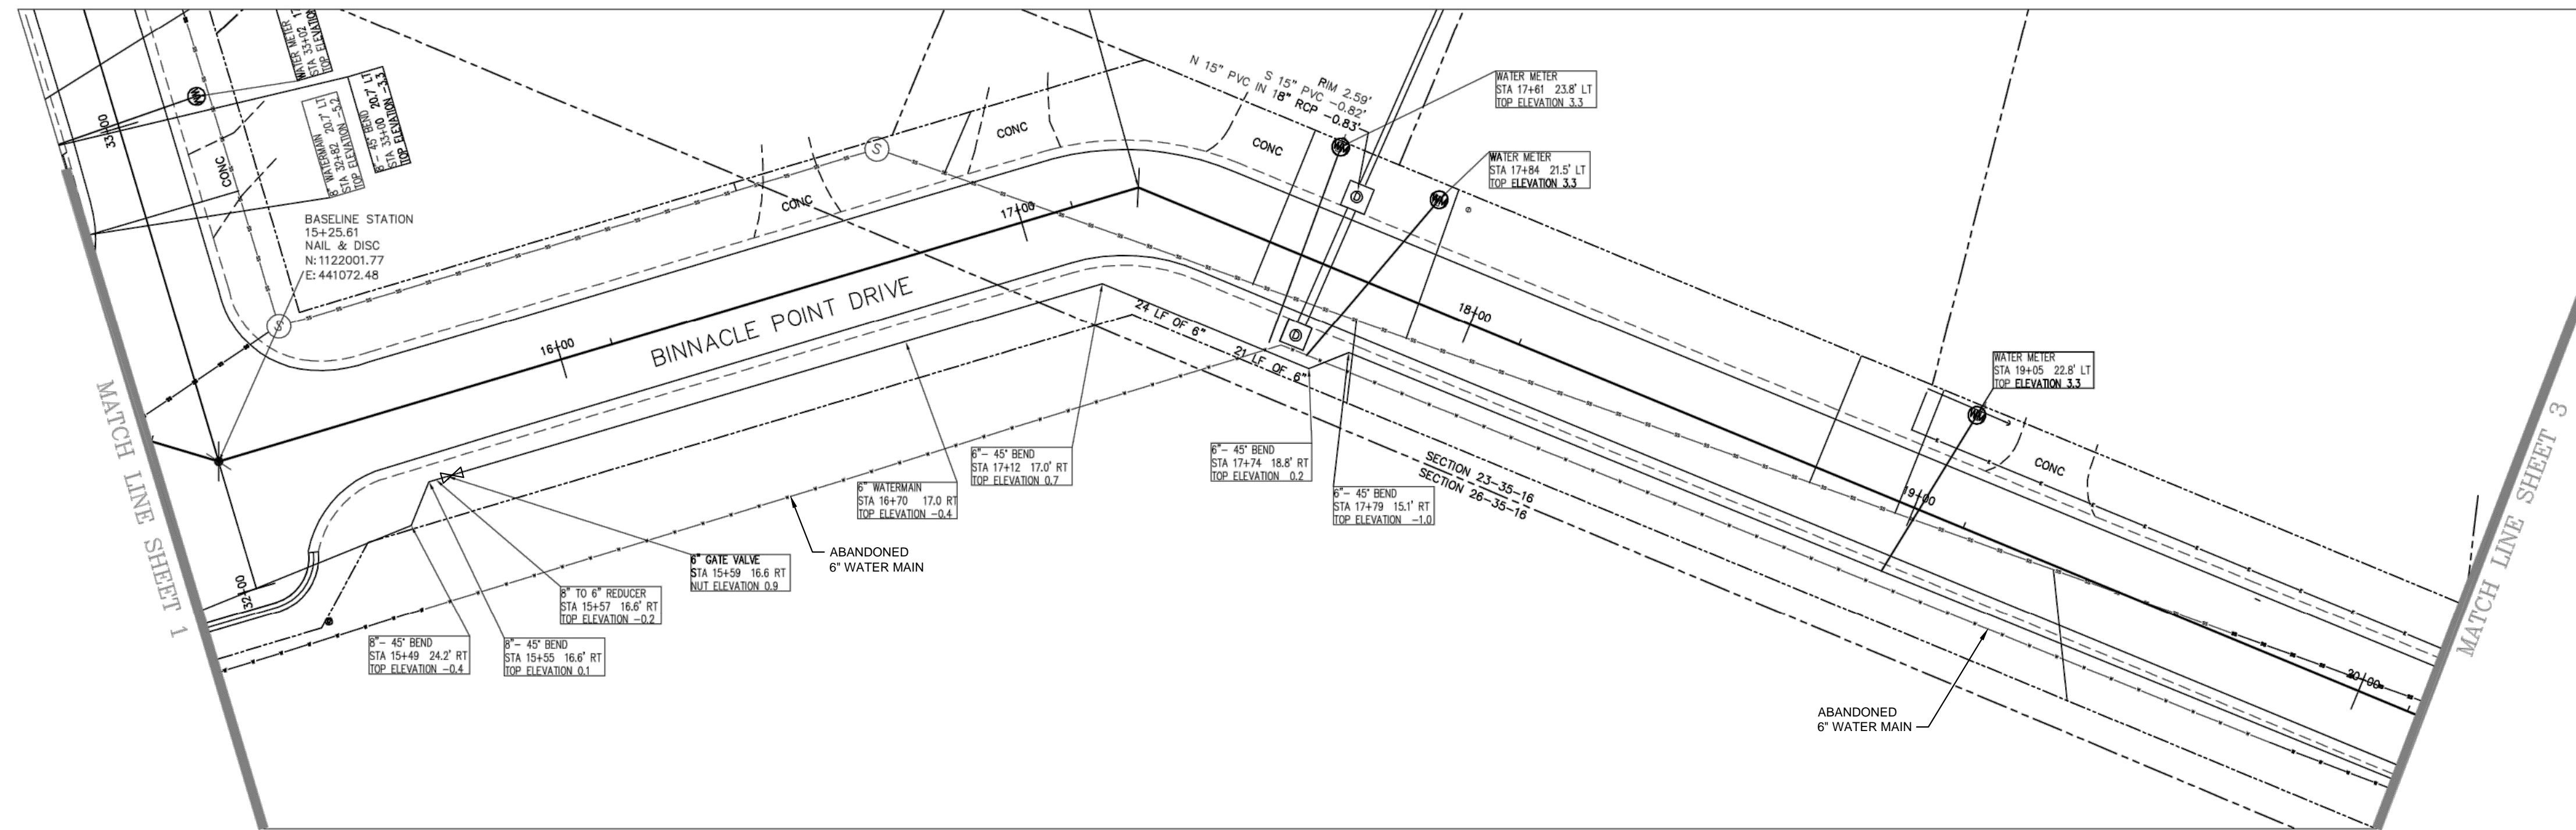 WATER METER
STA 33+02
TOP ELEVATION
33+00
8" WATERMAIN
STA 32+82 20.7' LT
TOP ELEVATION -5.2
8"- 45° BEND
STA 33+00 20.7' LT
TOP ELEVATION -3.3
WM
CONC
BASELINE STATION
15+25.61
NAIL & DISC
N:1122001.77
E:441072.48
S
S
CONC
CONC
CONC
RIM 2.59'
S 15" PVC -0.82'
N 15" PVC IN 18" RCP -0.83'
WATER METER
STA 17+61 23.8' LT
TOP ELEVATION 3.3
WM
D
WATER METER
STA 17+84 21.5' LT
TOP ELEVATION 3.3
WM
D
16+00
17+00
18+00
BINNACLE POINT DRIVE
24 LF OF 6"
21 LF OF 6"
WATER METER
STA 19+05 22.8' LT
TOP ELEVATION 3.3
WM
CONC
MATCH LINE SHEET 1
MATCH LINE SHEET 3
6"- 45° BEND
STA 17+12 17.0' RT
TOP ELEVATION 0.7
6"- 45° BEND
STA 17+74 18.8' RT
TOP ELEVATION 0.2
6"- 45° BEND
STA 17+79 15.1' RT
TOP ELEVATION -1.0
SECTION 23-35-16
SECTION 26-35-16
6" WATERMAIN
STA 16+70 17.0 RT
TOP ELEVATION -0.4
19+00
ABANDONED
6" WATER MAIN
6" GATE VALVE
STA 15+59 16.6 RT
NUT ELEVATION 0.9
32+00
8" TO 6" REDUCER
STA 15+57 16.6' RT
TOP ELEVATION -0.2
8"- 45° BEND
STA 15+49 24.2' RT
TOP ELEVATION -0.4
8"- 45° BEND
STA 15+55 16.6' RT
TOP ELEVATION 0.1
20+00
ABANDONED
6" WATER MAIN